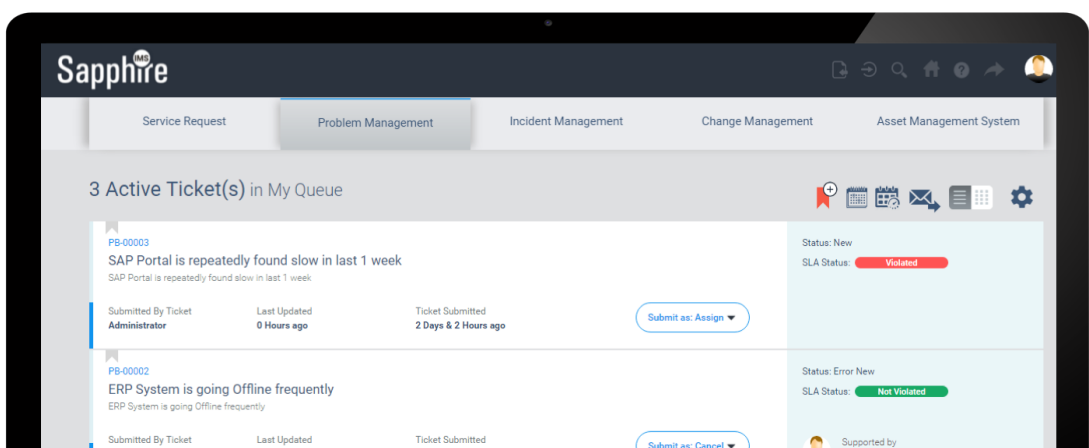 Sapphire
IMS
Service Request
Problem Management
Incident Management
Change Management
Asset Management System
3 Active Ticket(s) in My Queue
PB-00003
SAP Portal is repeatedly found slow in last 1 week
SAP Portal is repeatedly found slow in last 1 week
Submitted By Ticket
Administrator
Last Updated
0 Hours ago
Ticket Submitted
2 Days & 2 Hours ago
Submit as: Assign
Status: New
SLA Status: Violated
PB-00002
ERP System is going Offline frequently
ERP System is going Offline frequently
Submitted By Ticket
Last Updated
Ticket Submitted
Submit as: Cancel
Status: Error New
SLA Status: Not Violated
Supported by